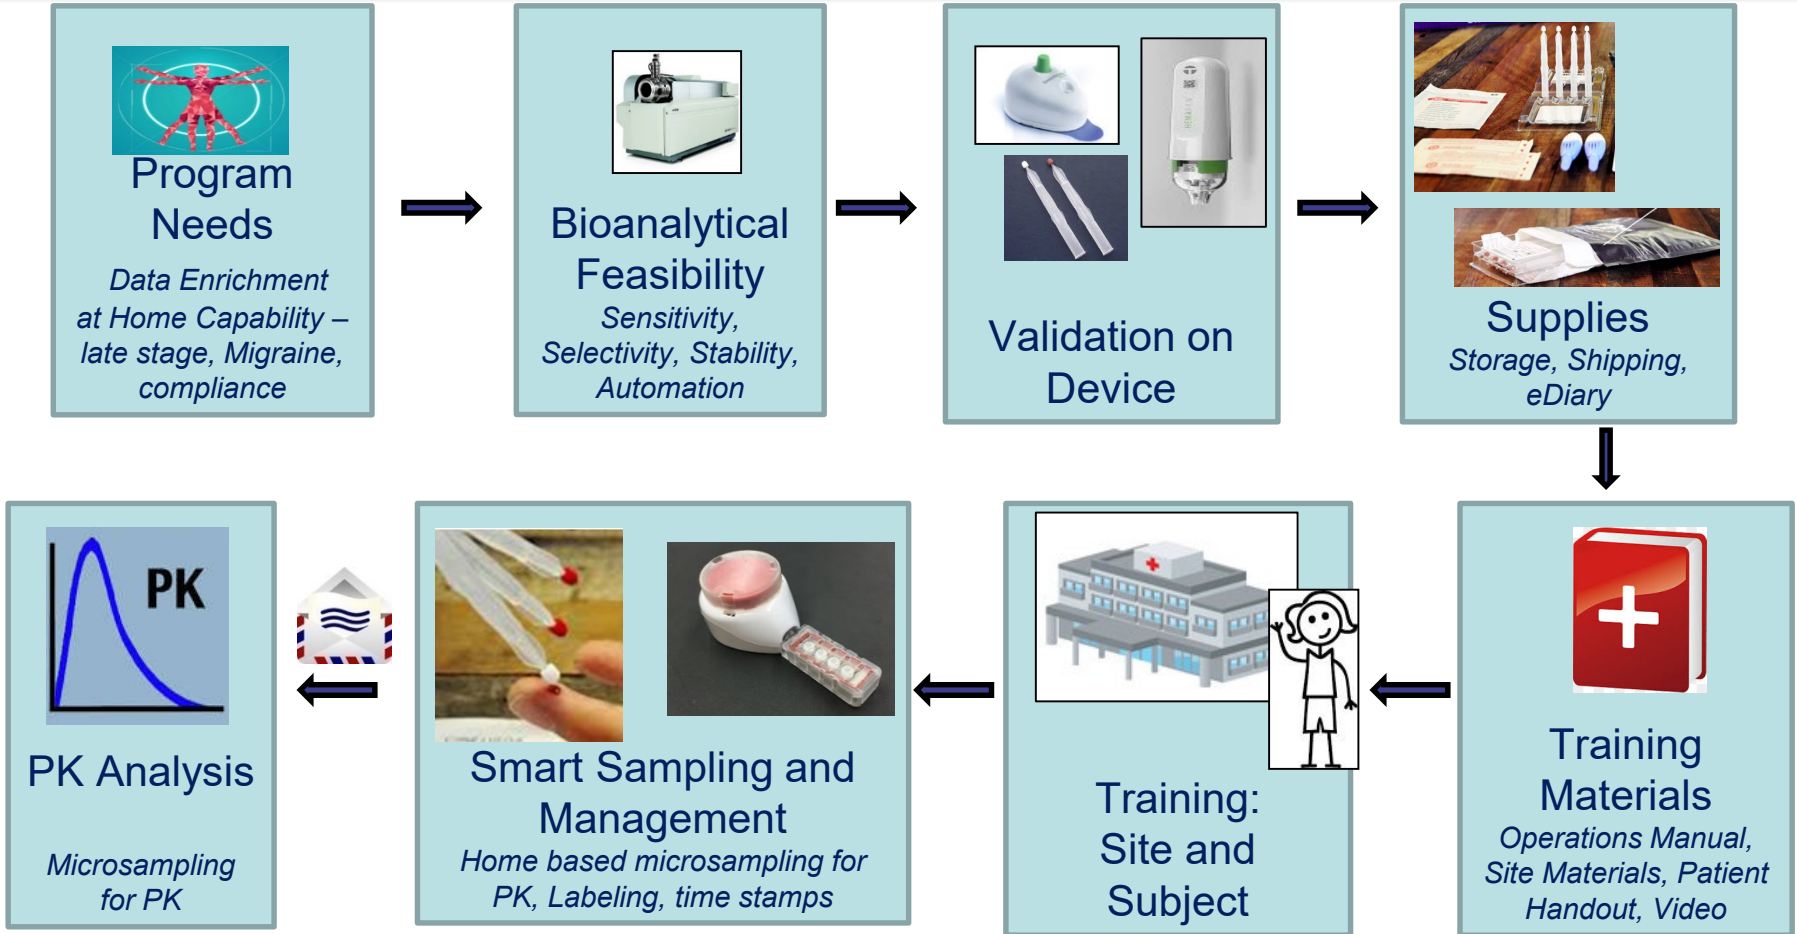 Program
Needs
Data Enrichment
at Home Capability –
late stage, Migraine,
compliance
Bioanalytical
Feasibility
Sensitivity,
Selectivity, Stability,
Automation
Validation on
Device
Supplies
Storage, Shipping,
eDiary
Training
Materials
Operations Manual,
Site Materials, Patient
Handout, Video
Training:
Site and
Subject
Smart Sampling and
Management
Home based microsampling for
PK, Labeling, time stamps
PK
PK Analysis
Microsampling
for PK